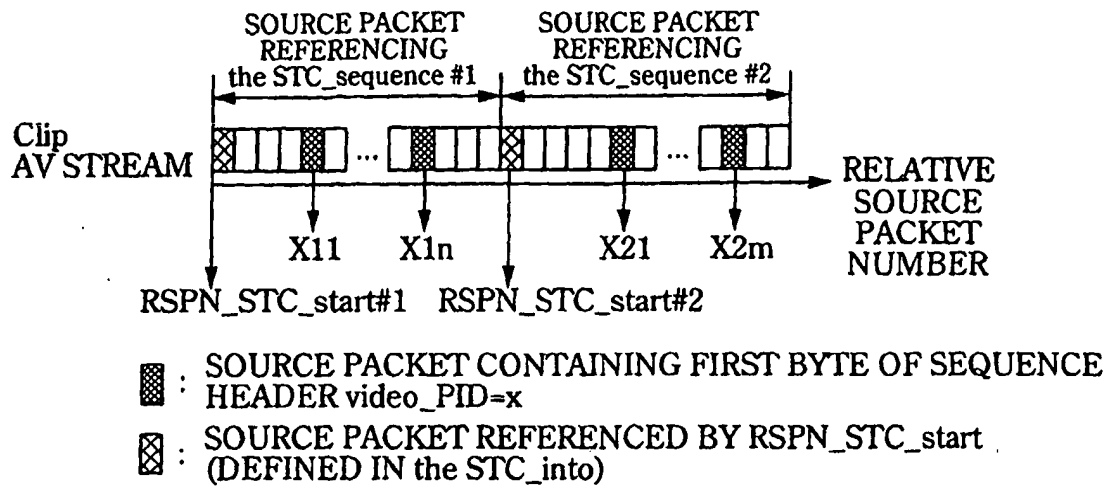 SOURCE PACKET
REFERENCING
the STC_sequence #1
SOURCE PACKET
REFERENCING
the STC_sequence #2
Clip
AV STREAM
...
...
RELATIVE
SOURCE
PACKET
NUMBER
X11
X1n
X21
X2m
RSPN_STC_start#1
RSPN_STC_start#2
: SOURCE PACKET CONTAINING FIRST BYTE OF SEQUENCE
HEADER video_PID=x
: SOURCE PACKET REFERENCED BY RSPN_STC_start
(DEFINED IN the STC_into)